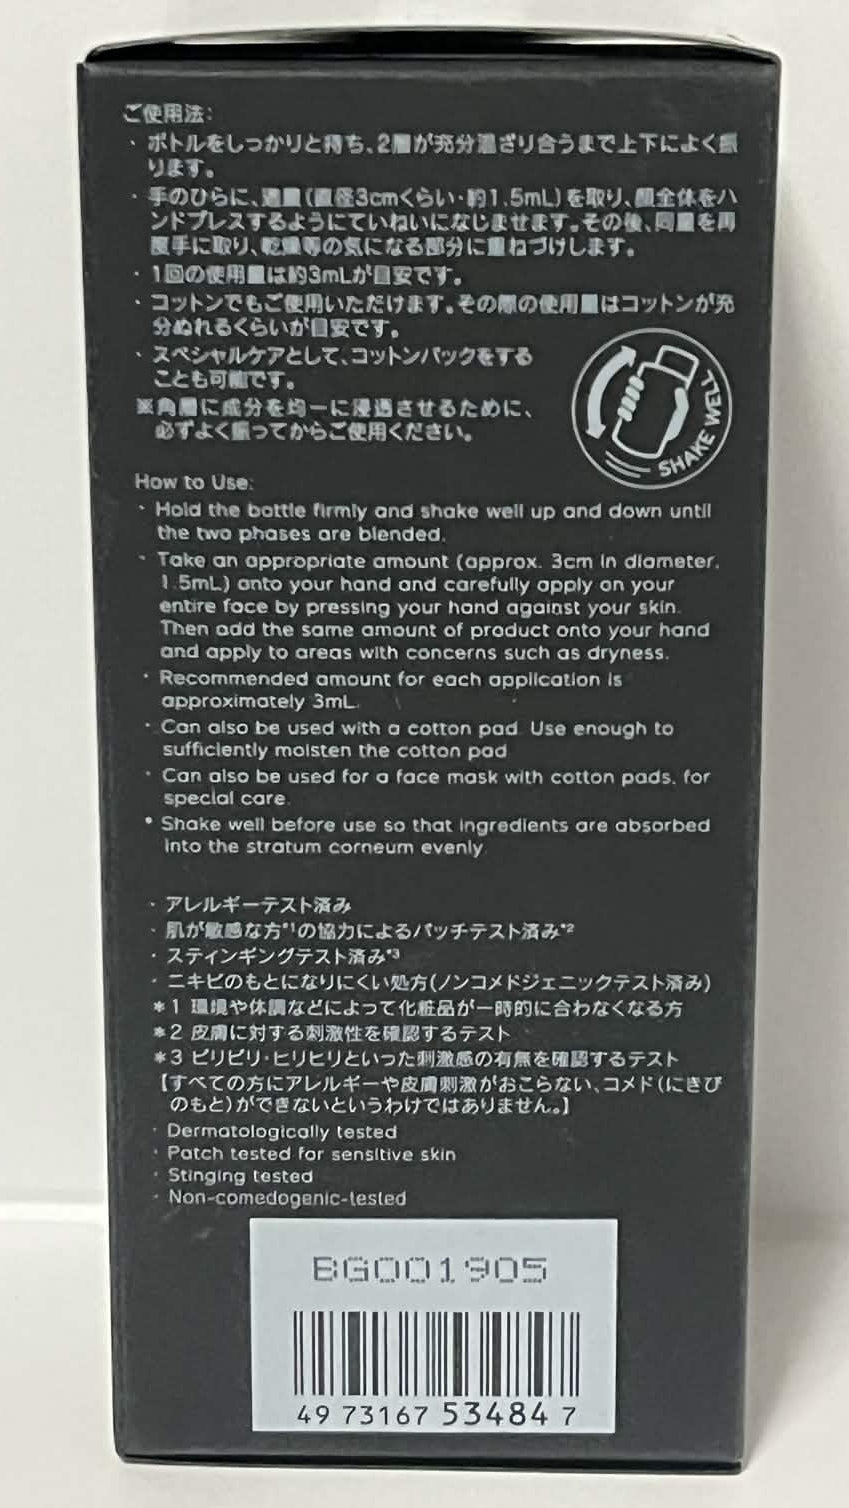 ご使用法:
・ボトルをしっかりと持ち、2層が充分混ざり合うまで上下によく振
ります。
・手のひらに、適量(直径3cmくらい・約1.5mL)を取り、顔全体をハ
ンドプレスするようにていねいになじませます。その後、同量を再
度手に取り、乾燥等の気になる部分に重ねづけします。
・1回の使用量は約3mLが目安です。
・コットンでもご使用いただけます。その際の使用量はコットンが充
分ぬれるくらいが目安です。
・スペシャルケアとして、コットンパックをする
ことも可能です。
※角層に成分を均一に浸透させるために、
必ずよく振ってからご使用ください。
SHAKE WELL
How to Use:
・Hold the bottle firmly and shake well up and down until
the two phases are blended.
・Take an appropriate amount (approx. 3cm in diameter,
1.5mL) onto your hand and carefully apply on your
entire face by pressing your hand against your skin.
Then add the same amount of product onto your hand
and apply to areas with concerns such as dryness.
・Recommended amount for each application is
approximately 3mL.
・Can also be used with a cotton pad. Use enough to
sufficiently moisten the cotton pad
・Can also be used for a face mask with cotton pads, for
special care.
* Shake well before use so that ingredients are absorbed
into the stratum corneum evenly.
・アレルギーテスト済み
・肌が敏感な方*1の協力によるパッチテスト済み*2
・スティンギングテスト済み*3
・ニキビのもとになりにくい処方(ノンコメドジェニックテスト済み)
*1 環境や体調などによって化粧品が一時的に合わなくなる方
*2 皮膚に対する刺激性を確認するテスト
*3 ピリピリ・ヒリヒリといった刺激感の有無を確認するテスト
【すべての方にアレルギーや皮膚刺激がおこらない、コメド(にきび
のもと)ができないというわけではありません。】
・Dermatologically tested
・Patch tested for sensitive skin
・Stinging tested
・Non-comedogenic-tested
BG001905
49 73167 53484 7